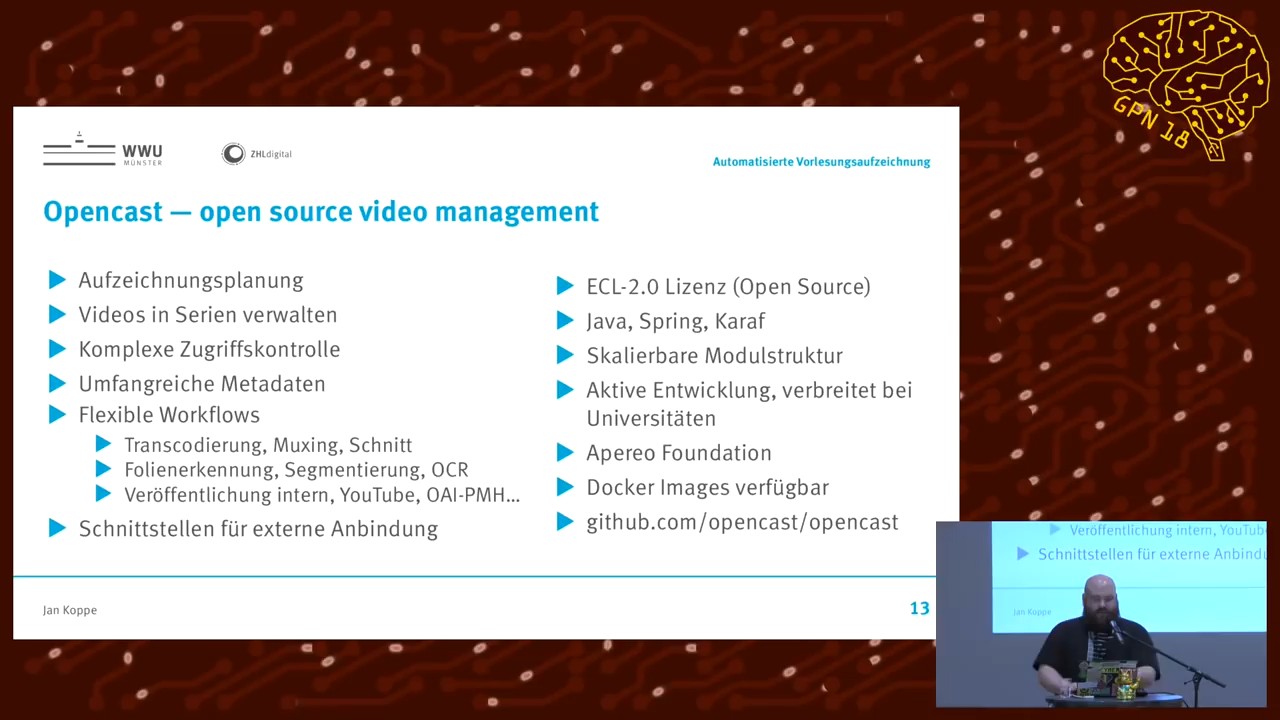 GPN 18
WWU
MÜNSTER
ZHLdigital
Automatisierte Vorlesungsaufzeichnung
Opencast — open source video management
Aufzeichnungsplanung
Videos in Serien verwalten
Komplexe Zugriffskontrolle
Umfangreiche Metadaten
Flexible Workflows
Transcodierung, Muxing, Schnitt
Folienerkennung, Segmentierung, OCR
Veröffentlichung intern, YouTube, OAI-PMH...
Schnittstellen für externe Anbindung
ECL-2.0 Lizenz (Open Source)
Java, Spring, Karaf
Skalierbare Modulstruktur
Aktive Entwicklung, verbreitet bei
Universitäten
Apereo Foundation
Docker Images verfügbar
github.com/opencast/opencast
Jan Koppe
13
Veröffentlichung intern, YouTub
Schnittstellen für externe Anbindu
Jan Koppe